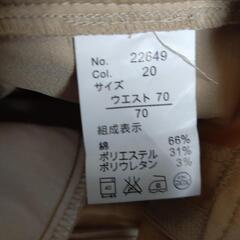 No. 22649
Col. 20
サイズ
ウエスト 70
70
組成表示
綿 66%
ポリエステル 31%
ポリウレタン 3%